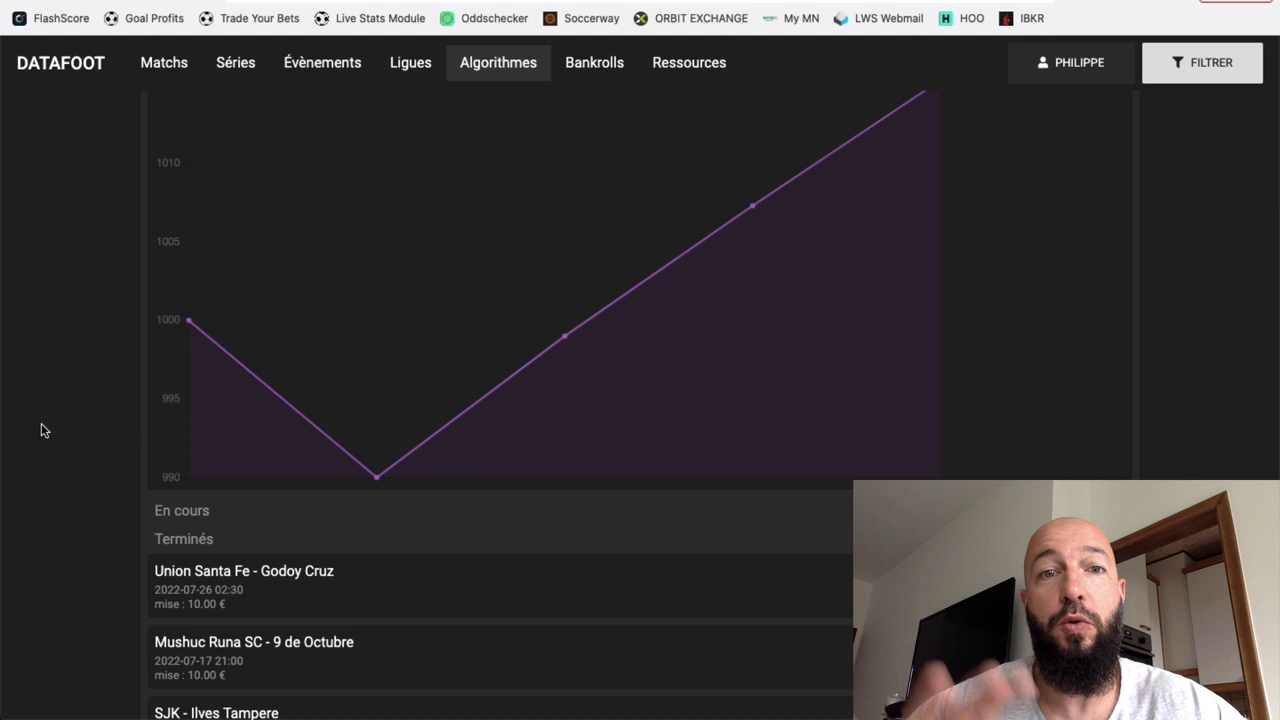 FlashScore Goal Profits Trade Your Bets Live Stats Module Oddschecker Soccerway ORBIT EXCHANGE My MN LWS Webmail H HOO IBKR
DATAFOOT Matchs Séries Évènements Ligues Algorithmes Bankrolls Ressources PHILIPPE FILTRER
1010
1005
1000
995
990
En cours
Terminés
Union Santa Fe - Godoy Cruz
2022-07-26 02:30
mise : 10.00 €
Mushuc Runa SC - 9 de Octubre
2022-07-17 21:00
mise : 10.00 €
SJK - Ilves Tampere